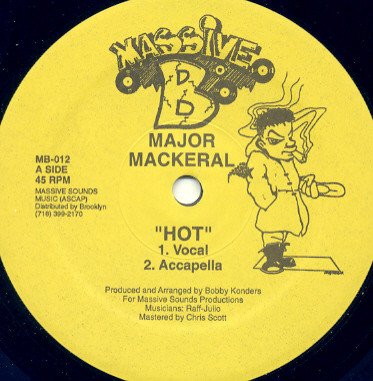 MASSIVE
B
MAJOR
MACKERAL
MB-012
A SIDE
45 RPM
MASSIVE SOUNDS
MUSIC (ASCAP)
Distributed by Brooklyn
(718) 399-2170
"HOT"
1. Vocal
2. Accapella
Produced and Arranged by Bobby Konders
For Massive Sounds Productions
Musicians: Raff-Julio
Mastered by Chris Scott